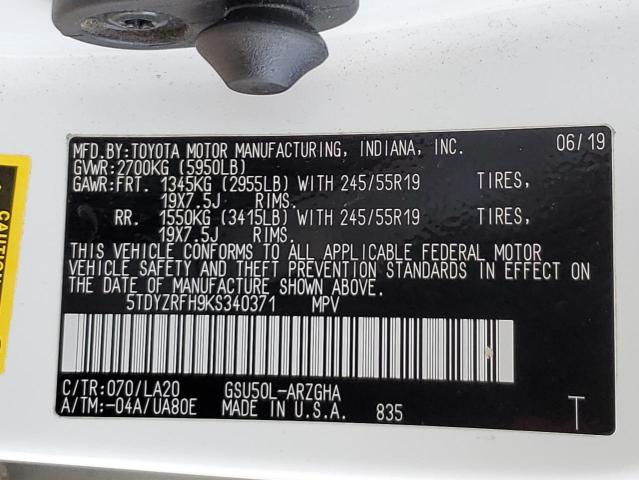 MFD.BY:TOYOTA MOTOR MANUFACTURING, INDIANA, INC. 06/19
GVWR:2700KG (5950LB)
GAWR:FRT. 1345KG (2955LB) WITH 245/55R19 TIRES,
19X7.5J RIMS.
RR. 1550KG (3415LB) WITH 245/55R19 TIRES,
19X7.5J RIMS.
THIS VEHICLE CONFORMS TO ALL APPLICABLE FEDERAL MOTOR
VEHICLE SAFETY AND THEFT PREVENTION STANDARDS IN EFFECT ON
THE DATE OF MANUFACTURE SHOWN ABOVE.
5TDYZRFH9KS340371 MPV
C/TR:070/LA20 GSU50L-ARZGHA
A/TM:-04A/UA80E MADE IN U.S.A. 835 T
CAUTION